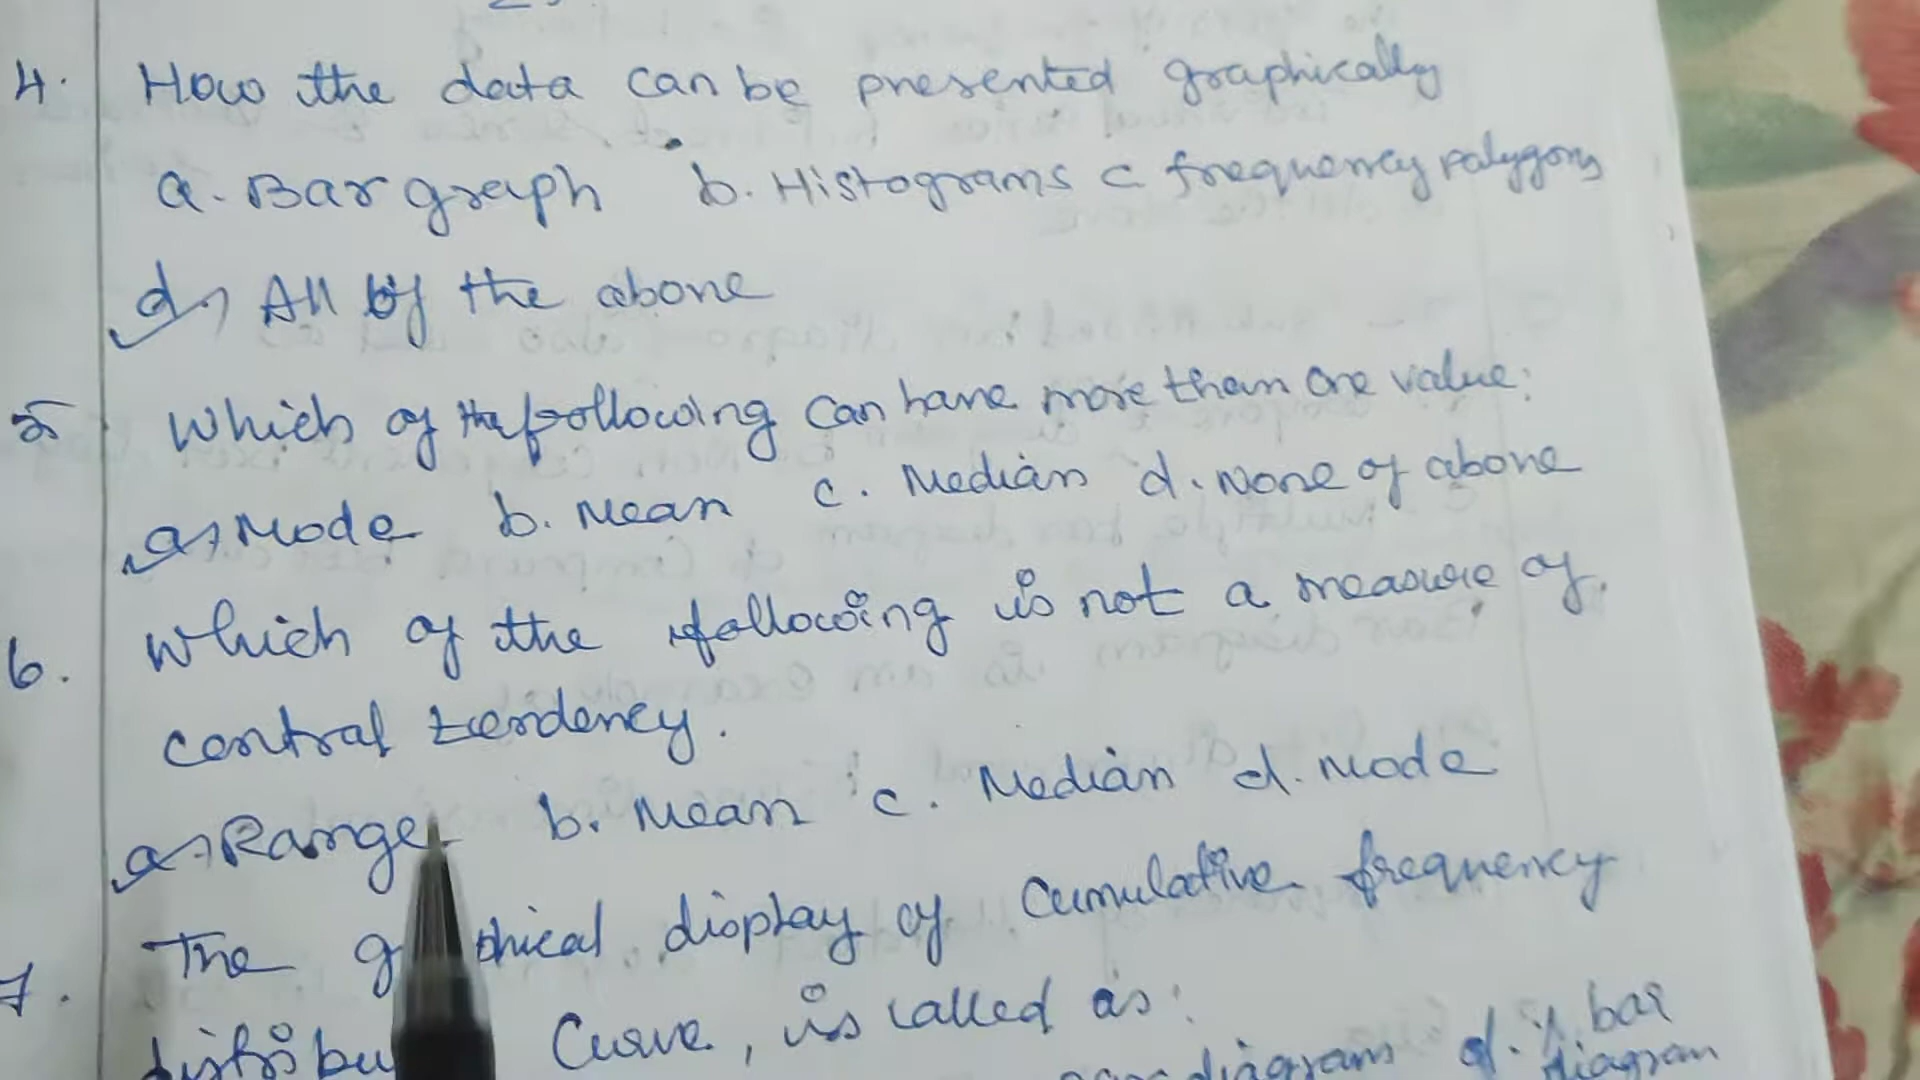 4. How the data can be presented graphically
a. Bar graph b. Histograms c frequency Polygons
d, All of the above
5 Which of the following can have more than one value:
a, Mode b. Mean c. Median d. None of above
6. Which of the following is not a measure of
central tendency.
a, Range b. Mean c. Median d. Mode
7. The display of Cumulative frequency
Curve, is called as:
diagram d. % bar
diagram